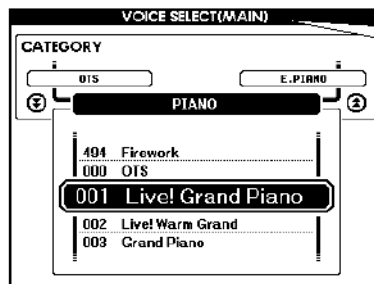 VOICE SELECT(MAIN)
CATEGORY
OTS
E.PIANO
PIANO
494 Firework
000 OTS
001 Live! Grand Piano
002 Live! Warm Grand
003 Grand Piano